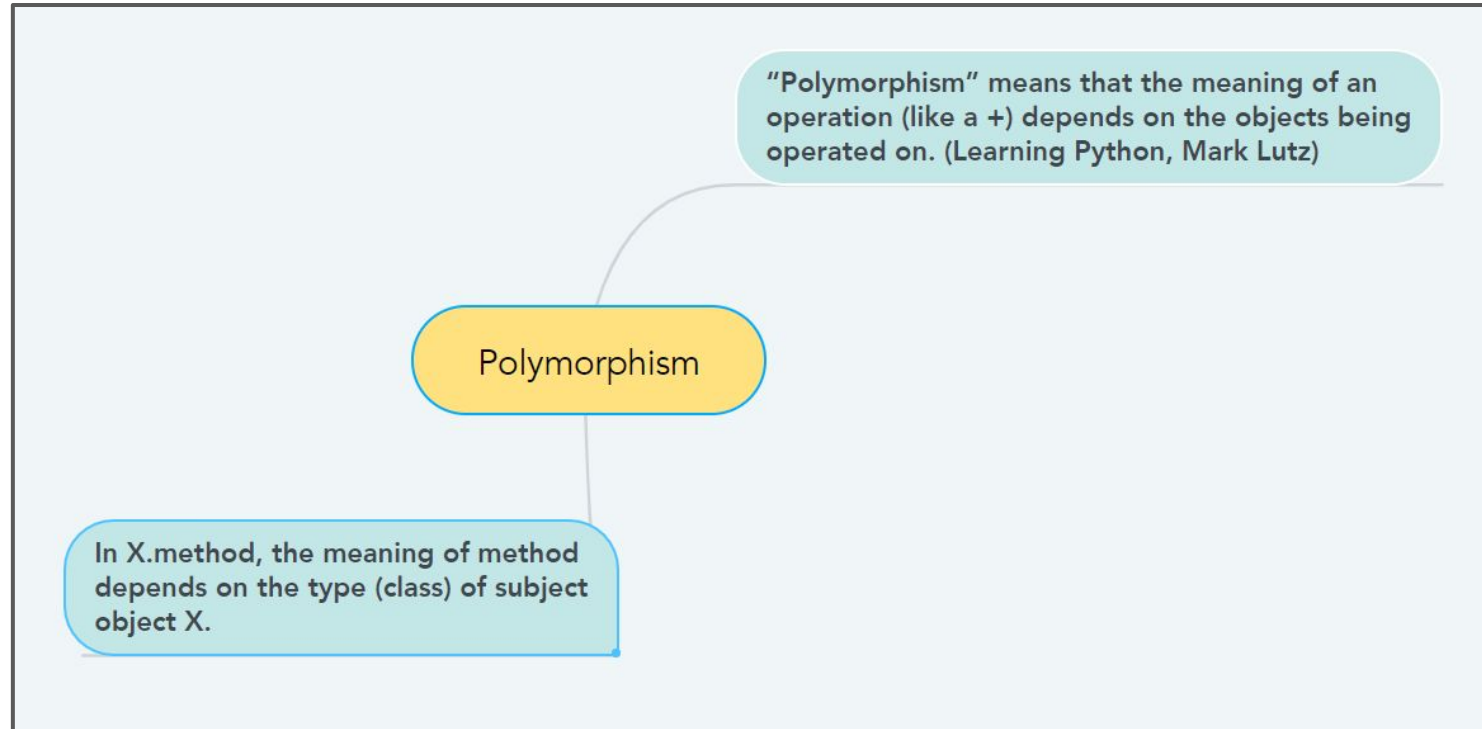 “Polymorphism” means that the meaning of an
operation (like a +) depends on the objects being
operated on. (Learning Python, Mark Lutz)
Polymorphism
In X.method, the meaning of method
depends on the type (class) of subject
object X.